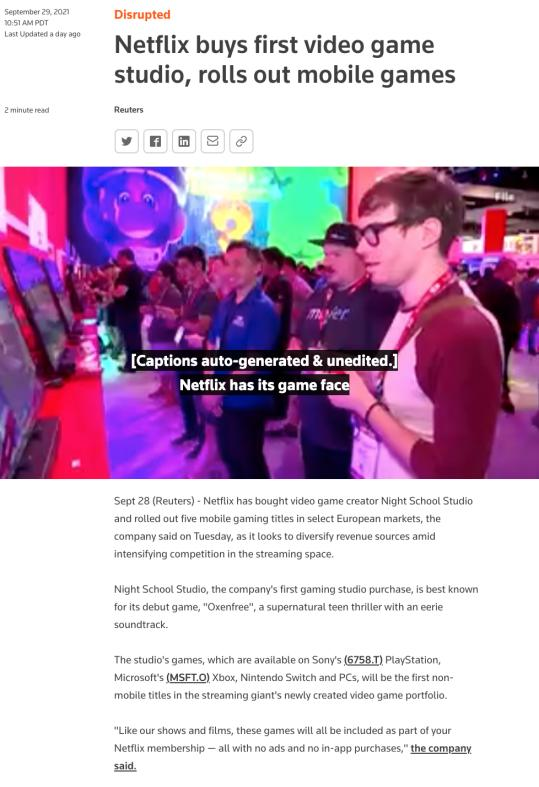 September 29, 2021
10:51 AM PDT
Last Updated a day ago
Disrupted
Netflix buys first video game
studio, rolls out mobile games
2 minute read
Reuters
File
[Captions auto-generated & unedited.]
Netflix has its game face
Sept 28 (Reuters) - Netflix has bought video game creator Night School Studio
and rolled out five mobile gaming titles in select European markets, the
company said on Tuesday, as it looks to diversify revenue sources amid
intensifying competition in the streaming space.
Night School Studio, the company's first gaming studio purchase, is best known
for its debut game, "Oxenfree", a supernatural teen thriller with an eerie
soundtrack.
The studio's games, which are available on Sony's (6758.T) PlayStation,
Microsoft's (MSFT.O) Xbox, Nintendo Switch and PCs, will be the first non-
mobile titles in the streaming giant's newly created video game portfolio.
"Like our shows and films, these games will all be included as part of your
Netflix membership — all with no ads and no in-app purchases," the company
said.